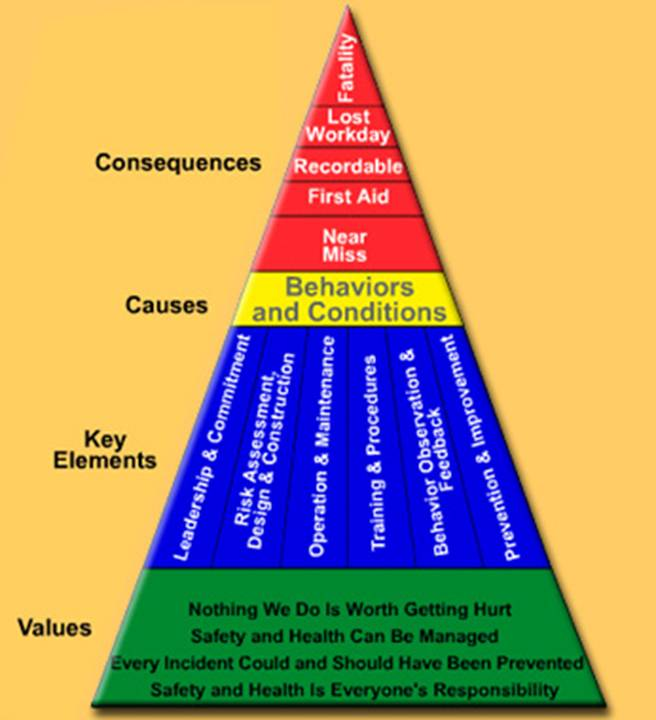 Fatality
Lost
Workday
Consequences
Recordable
First Aid
Near
Miss
Causes
Behaviors
and Conditions
Key
Elements
Leadership & Commitment
Risk Assessment,
Design & Construction
Operation & Maintenance
Training & Procedures
Behavior Observation &
Feedback
Prevention & Improvement
Values
Nothing We Do Is Worth Getting Hurt
Safety and Health Can Be Managed
Every Incident Could and Should Have Been Prevented
Safety and Health Is Everyone's Responsibility